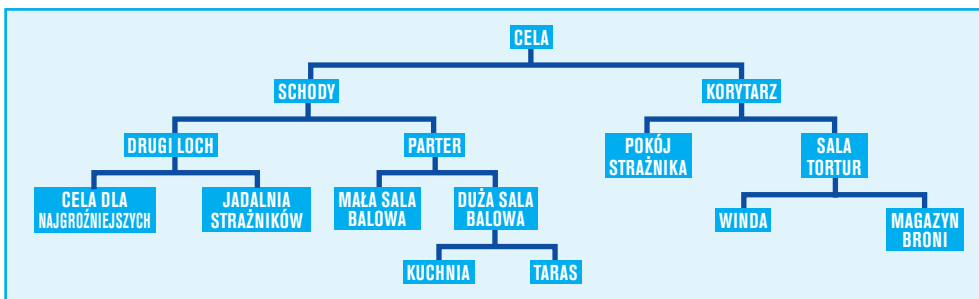 CELA
SCHODY
KORYTARZ
DRUGI LOCH
PARTER
POKÓJ
STRAŻNIKA
SALA
TORTUR
CELA DLA
NAJGROŹNIEJSZYCH
JADALNIA
STRAŻNIKÓW
MAŁA SALA
BALOWA
DUŻA SALA
BALOWA
WINDA
MAGAZYN
BRONI
KUCHNIA
TARAS